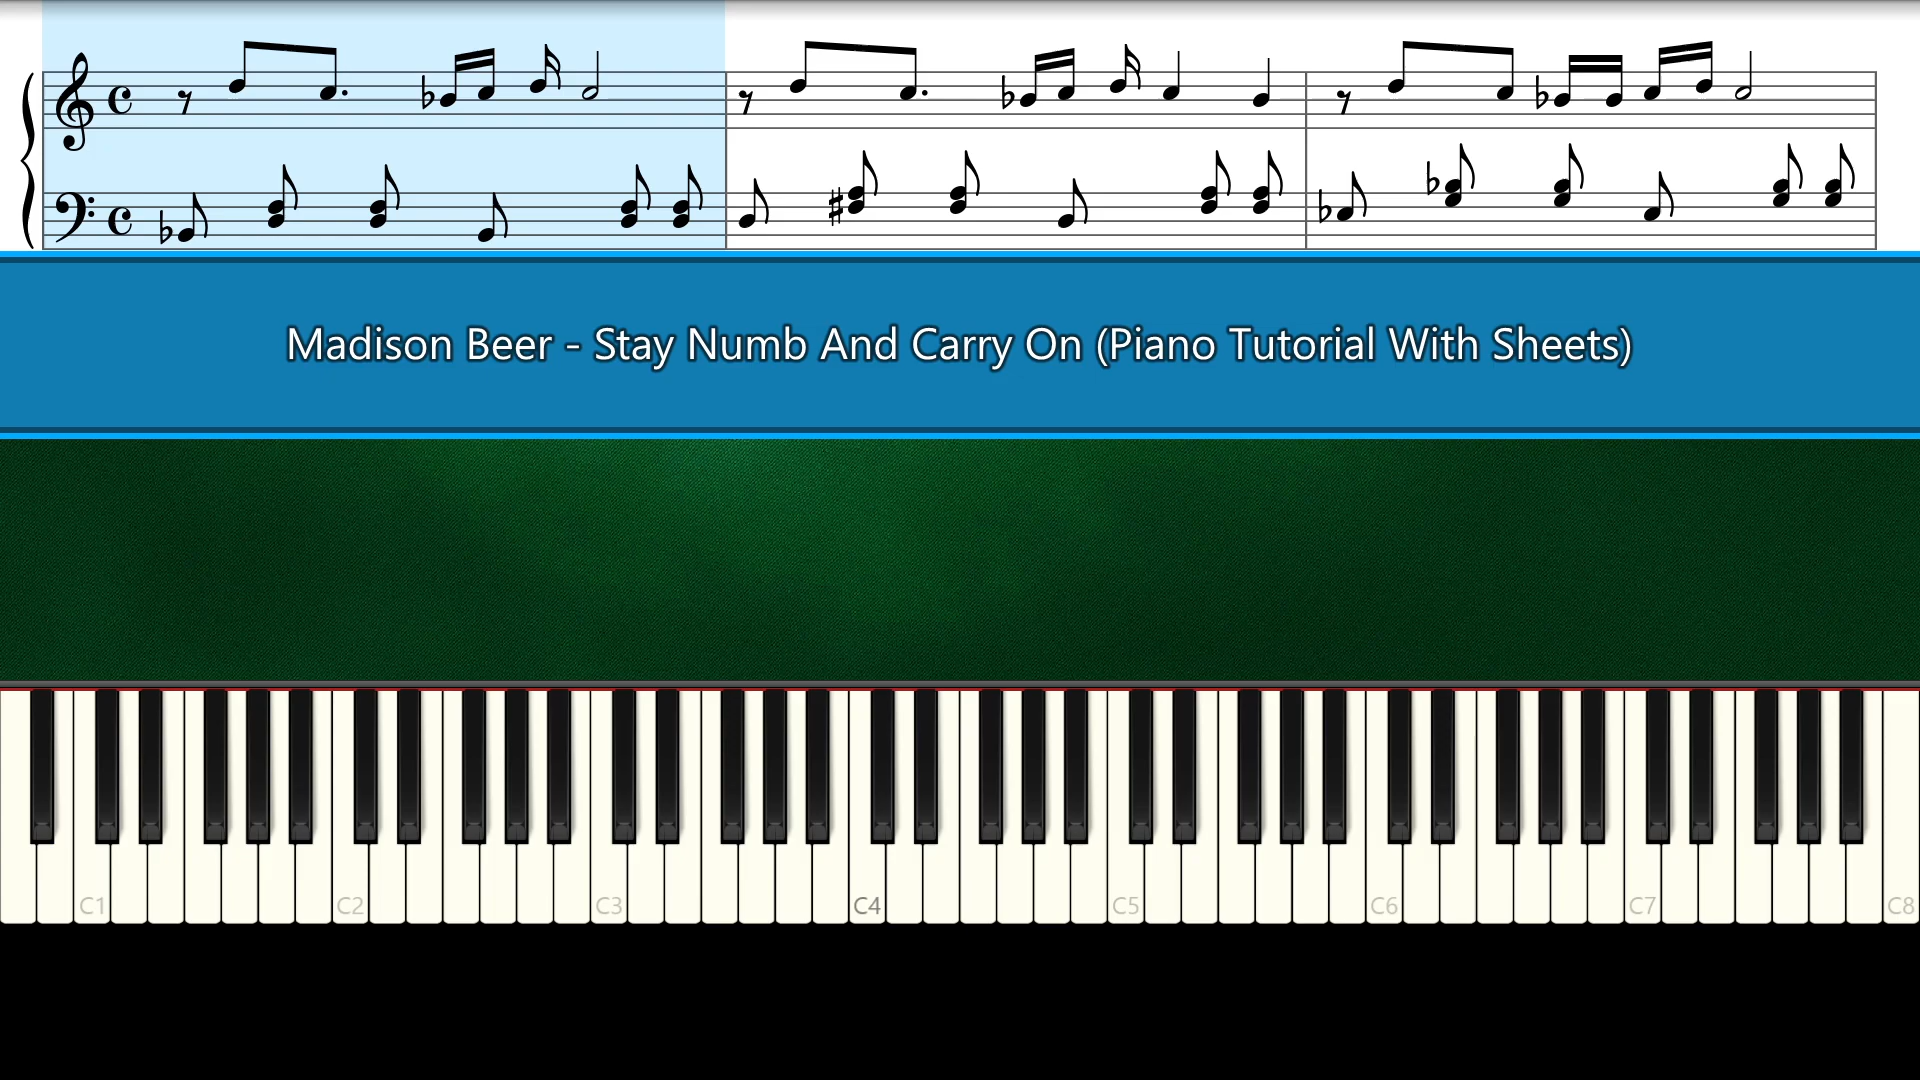 Madison Beer - Stay Numb And Carry On (Piano Tutorial With Sheets)
C1 C2 C3 C4 C5 C6 C7 C8